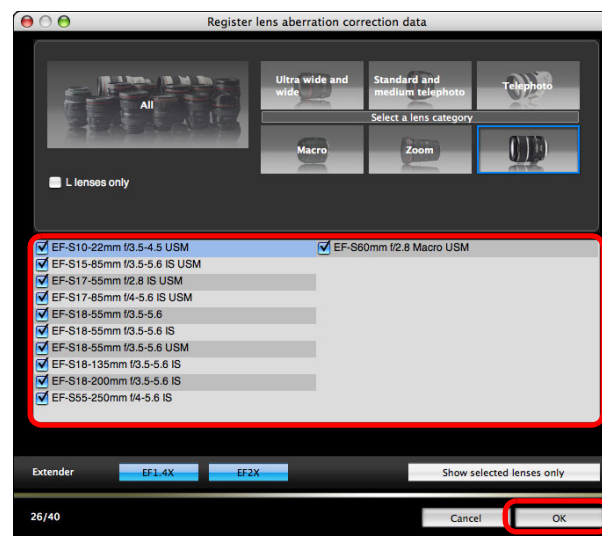 Register lens aberration correction data
All
Ultra wide and
wide
Standard and
medium telephoto
Telephoto
Select a lens category
Macro
Zoom
L lenses only
EF-S10-22mm f/3.5-4.5 USM
EF-S60mm f/2.8 Macro USM
EF-S15-85mm f/3.5-5.6 IS USM
EF-S17-55mm f/2.8 IS USM
EF-S17-85mm f/4-5.6 IS USM
EF-S18-55mm f/3.5-5.6
EF-S18-55mm f/3.5-5.6 IS
EF-S18-55mm f/3.5-5.6 USM
EF-S18-135mm f/3.5-5.6 IS
EF-S18-200mm f/3.5-5.6 IS
EF-S55-250mm f/4-5.6 IS
Extender
EF1.4X
EF2X
Show selected lenses only
26/40
Cancel
OK